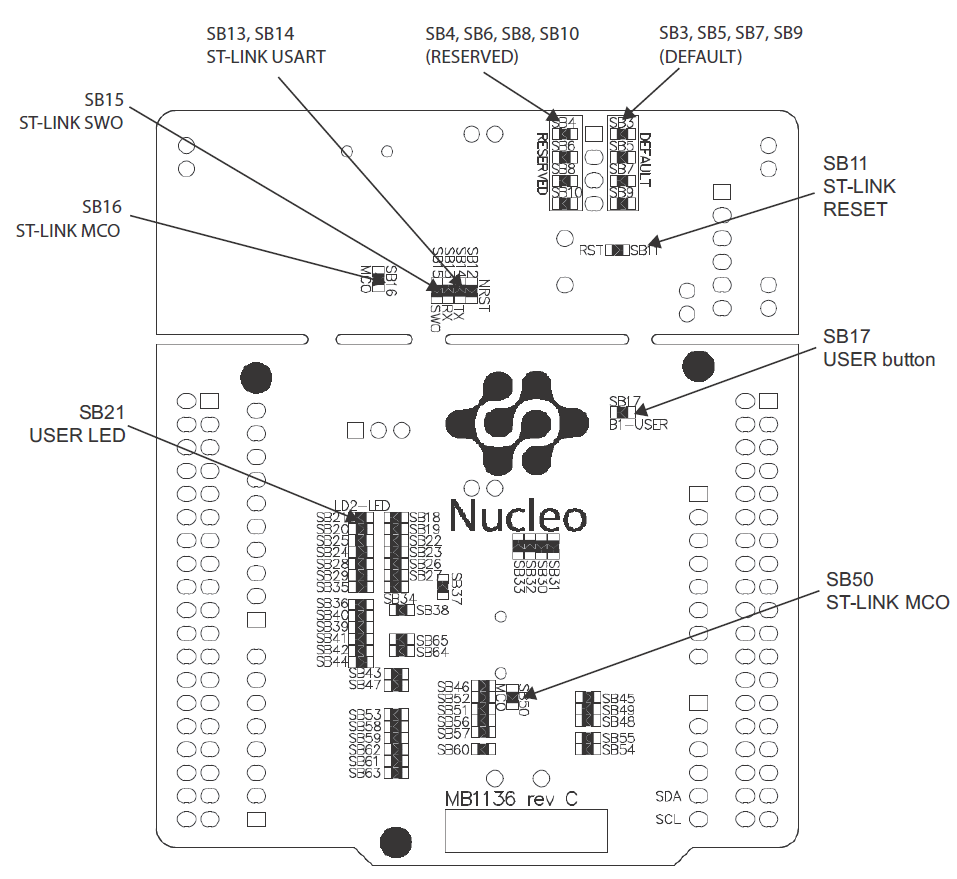 SB13, SB14
ST-LINK USART
SB4, SB6, SB8, SB10
(RESERVED)
SB3, SB5, SB7, SB9
(DEFAULT)
SB15
ST-LINK SWO
SB16
ST-LINK MCO
SB11
ST-LINK
RESET
SB17
USER button
SB21
USER LED
SB50
ST-LINK MCO
SB4
SB6
SB8
SB10
RESERVED
SB3
SB5
SB7
SB9
DEFAULT
RST
SB11
SB16
MCO
SB15
SB14
SB12
SWO
RX
TX
NRST
SB17
B1-USER
Nucleo
LD2-LED
SB21
SB20
SB25
SB24
SB28
SB29
SB35
SB18
SB19
SB22
SB23
SB26
SB27
SB37
SB33
SB32
SB30
SB31
SB34
SB38
SB36
SB40
SB39
SB41
SB42
SB44
SB65
SB64
SB43
SB47
SB46
SB52
SB51
SB56
SB57
SB60
MCO
SB50
SB45
SB49
SB48
SB55
SB54
SB53
SB58
SB59
SB62
SB61
SB63
MB1136 rev C
SDA
SCL